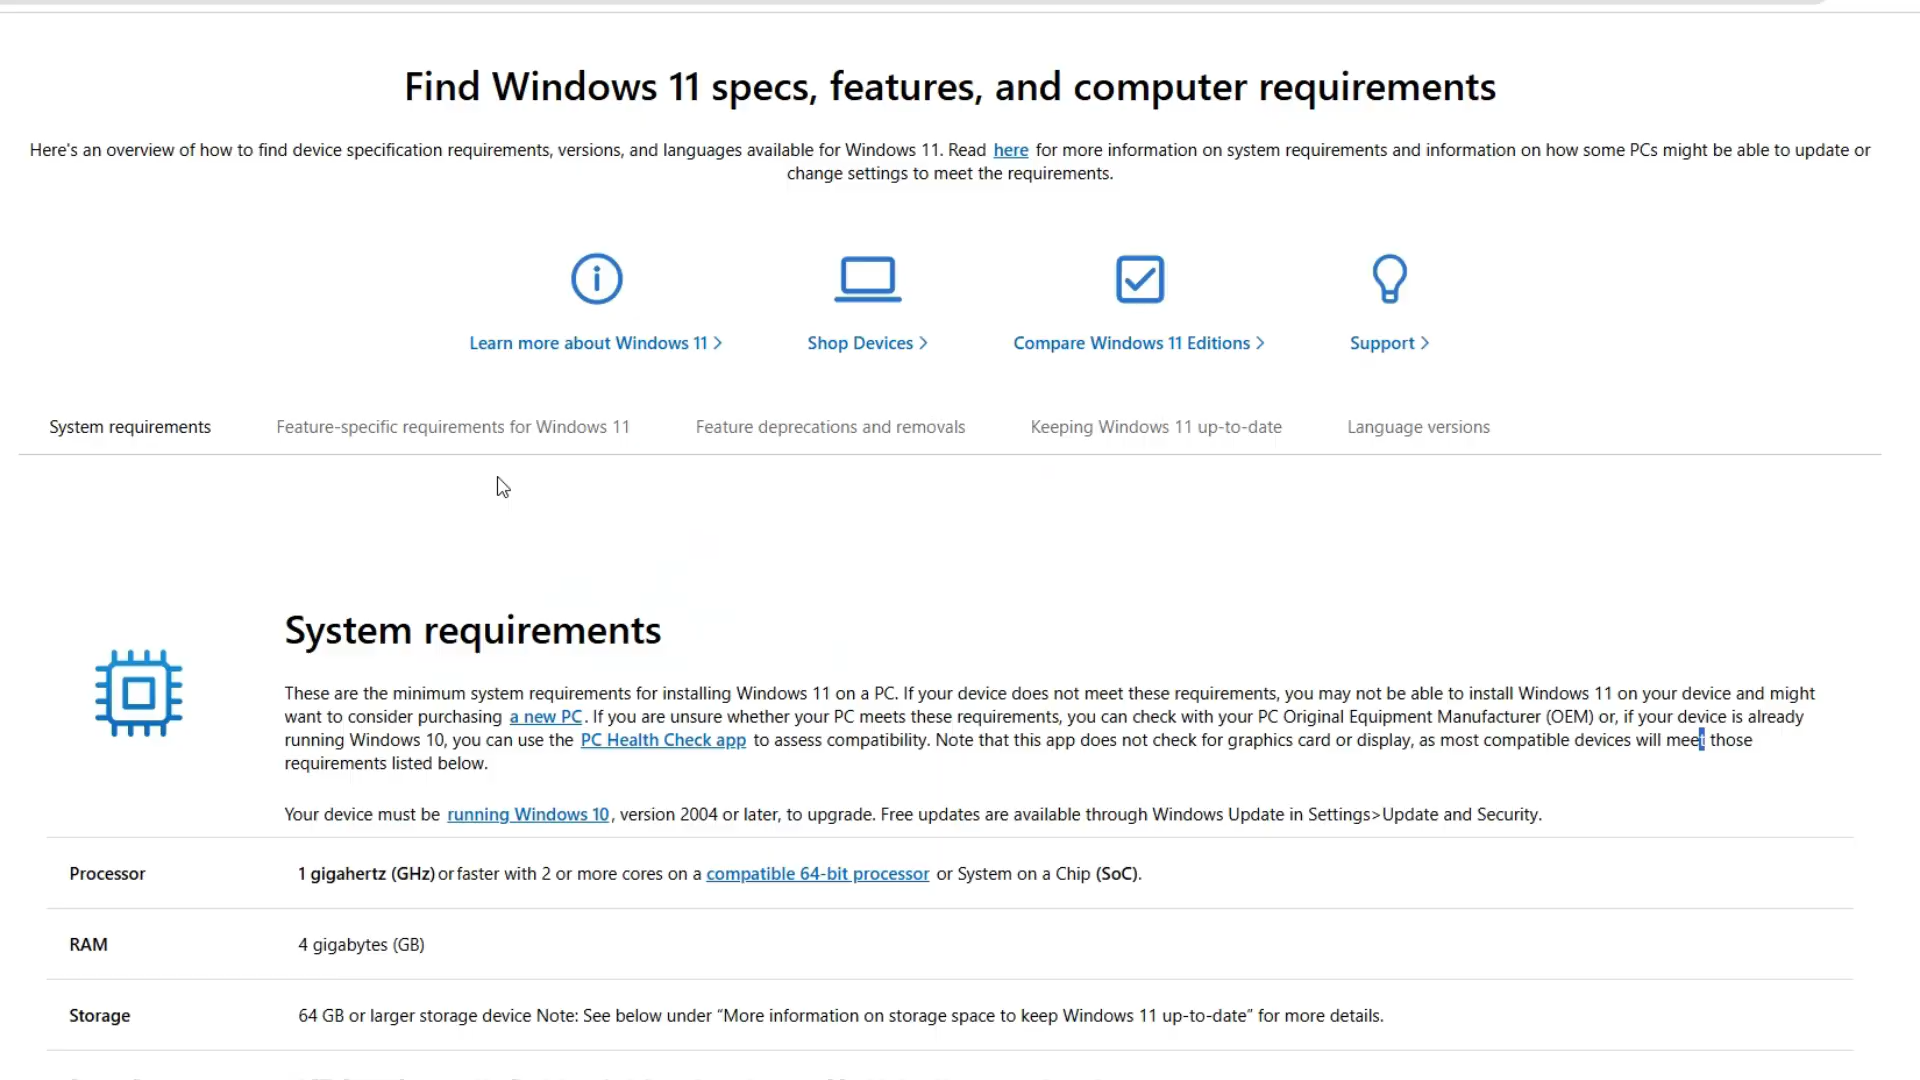 Find Windows 11 specs, features, and computer requirements
Here's an overview of how to find device specification requirements, versions, and languages available for Windows 11. Read here for more information on system requirements and information on how some PCs might be able to update or
change settings to meet the requirements.
Learn more about Windows 11 >
Shop Devices >
Compare Windows 11 Editions >
Support >
System requirements
Feature-specific requirements for Windows 11
Feature deprecations and removals
Keeping Windows 11 up-to-date
Language versions
System requirements
These are the minimum system requirements for installing Windows 11 on a PC. If your device does not meet these requirements, you may not be able to install Windows 11 on your device and might
want to consider purchasing a new PC. If you are unsure whether your PC meets these requirements, you can check with your PC Original Equipment Manufacturer (OEM) or, if your device is already
running Windows 10, you can use the PC Health Check app to assess compatibility. Note that this app does not check for graphics card or display, as most compatible devices will meet those
requirements listed below.
Your device must be running Windows 10, version 2004 or later, to upgrade. Free updates are available through Windows Update in Settings>Update and Security.
Processor
1 gigahertz (GHz) or faster with 2 or more cores on a compatible 64-bit processor or System on a Chip (SoC).
RAM
4 gigabytes (GB)
Storage
64 GB or larger storage device Note: See below under “More information on storage space to keep Windows 11 up-to-date” for more details.